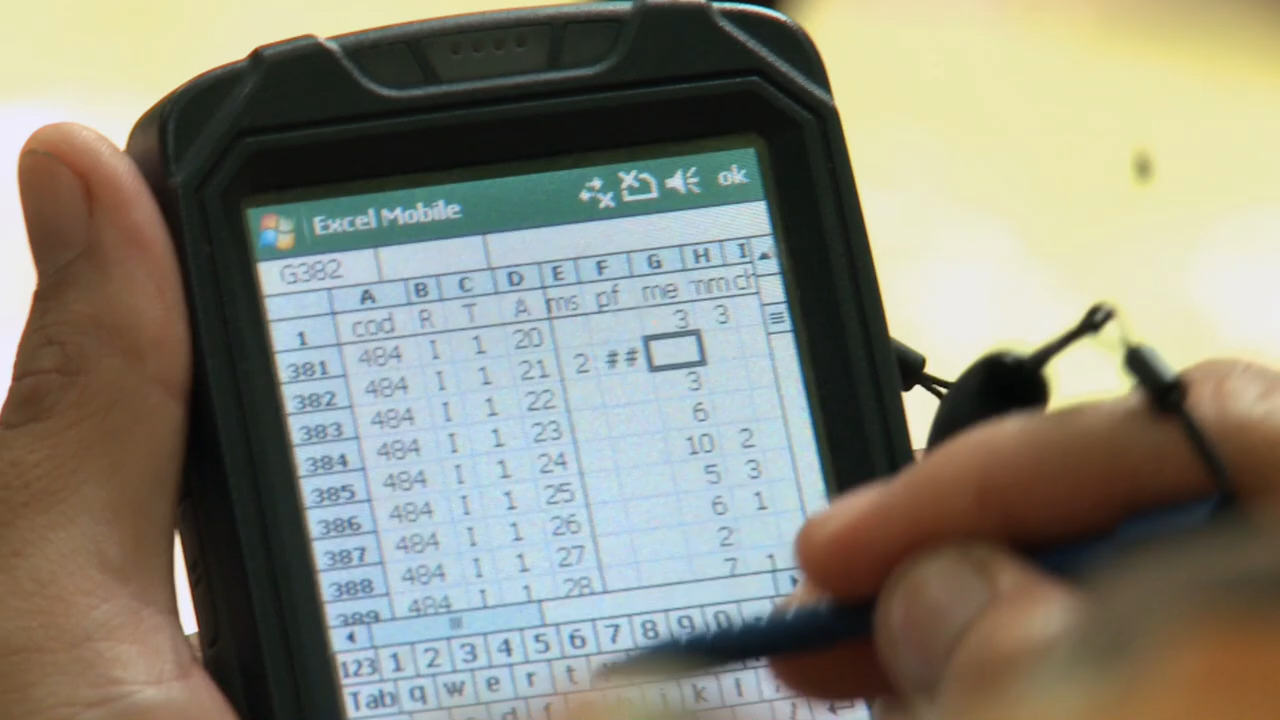 Excel Mobile ok
G382
A B C D E F G H I
1 cod R T A ms pf me mm ch
381 484 I 1 20 3 3
382 484 I 1 21 2 ##
383 484 I 1 22 3
384 484 I 1 23 6
385 484 I 1 24 10 2
386 484 I 1 25 5 3
387 484 I 1 26 6 1
388 484 I 1 27 2
389 484 I 1 28 7 1
123 1 2 3 4 5 6 7 8 9 0 -
Tab q w e r t
d f j k l